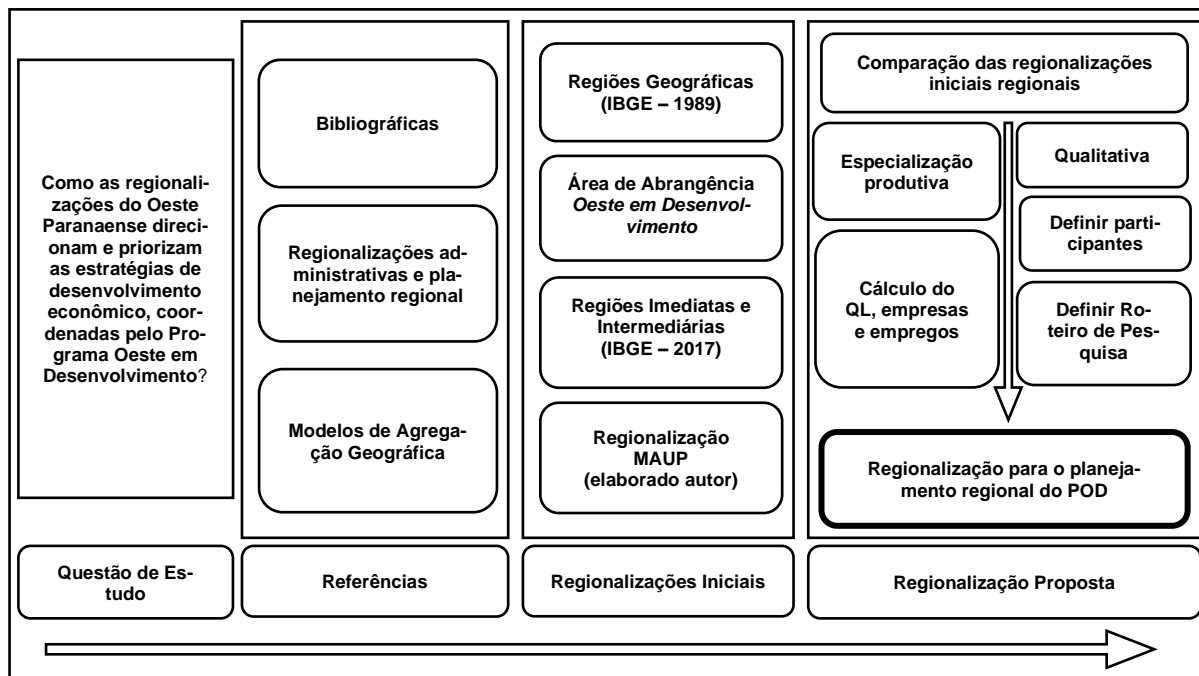 Como as regionali-
zações do Oeste
Paranaense direci-
onam e priorizam
as estratégias de
desenvolvimento
econômico, coor-
denadas pelo Pro-
grama Oeste em
Desenvolvimento?
Questão de Es-
tudo
Bibliográficas
Regionalizações ad-
ministrativas e pla-
nejamento regional
Modelos de Agrega-
ção Geográfica
Referências
Regiões Geográficas
(IBGE – 1989)
Área de Abrangência
Oeste em Desenvol-
vimento
Regiões Imediatas e
Intermediárias
(IBGE – 2017)
Regionalização
MAUP
(elaborado autor)
Regionalizações Iniciais
Comparação das regionalizações
iniciais regionais
Especialização
produtiva
Cálculo do
QL, empresas
e empregos
Qualitativa
Definir parti-
cipantes
Definir Ro-
teiro de Pes-
quisa
Regionalização para o planeja-
mento regional do POD
Regionalização Proposta